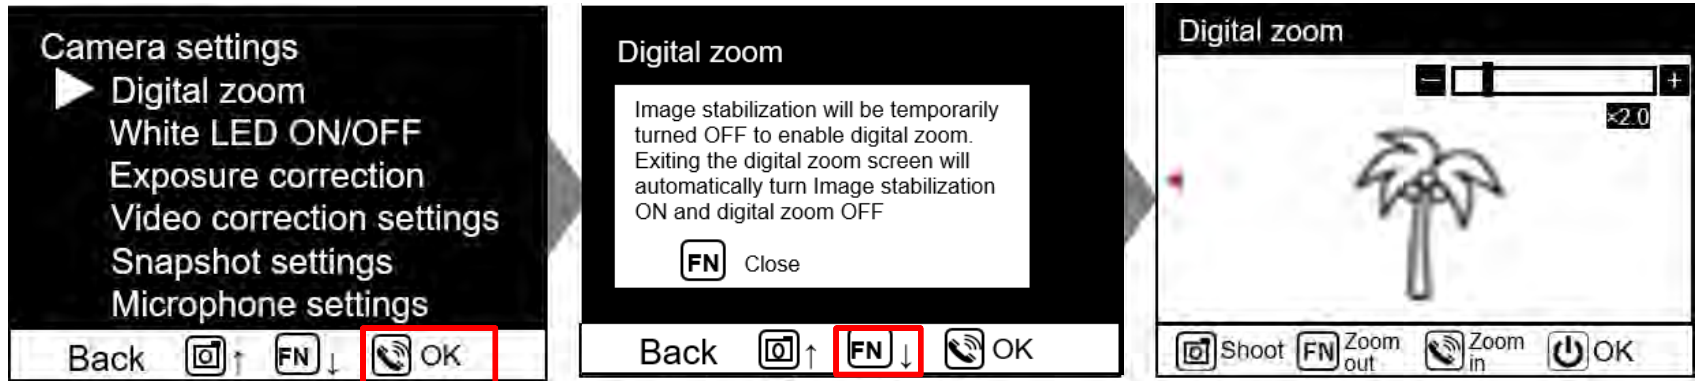 Camera settings
Digital zoom
White LED ON/OFF
Exposure correction
Video correction settings
Snapshot settings
Microphone settings
Back ↑ FN ↓ OK
Digital zoom
Image stabilization will be temporarily
turned OFF to enable digital zoom.
Exiting the digital zoom screen will
automatically turn Image stabilization
ON and digital zoom OFF
FN Close
Back ↑ FN ↓ OK
Digital zoom
− +
×2.0
Shoot FN Zoom out Zoom in OK